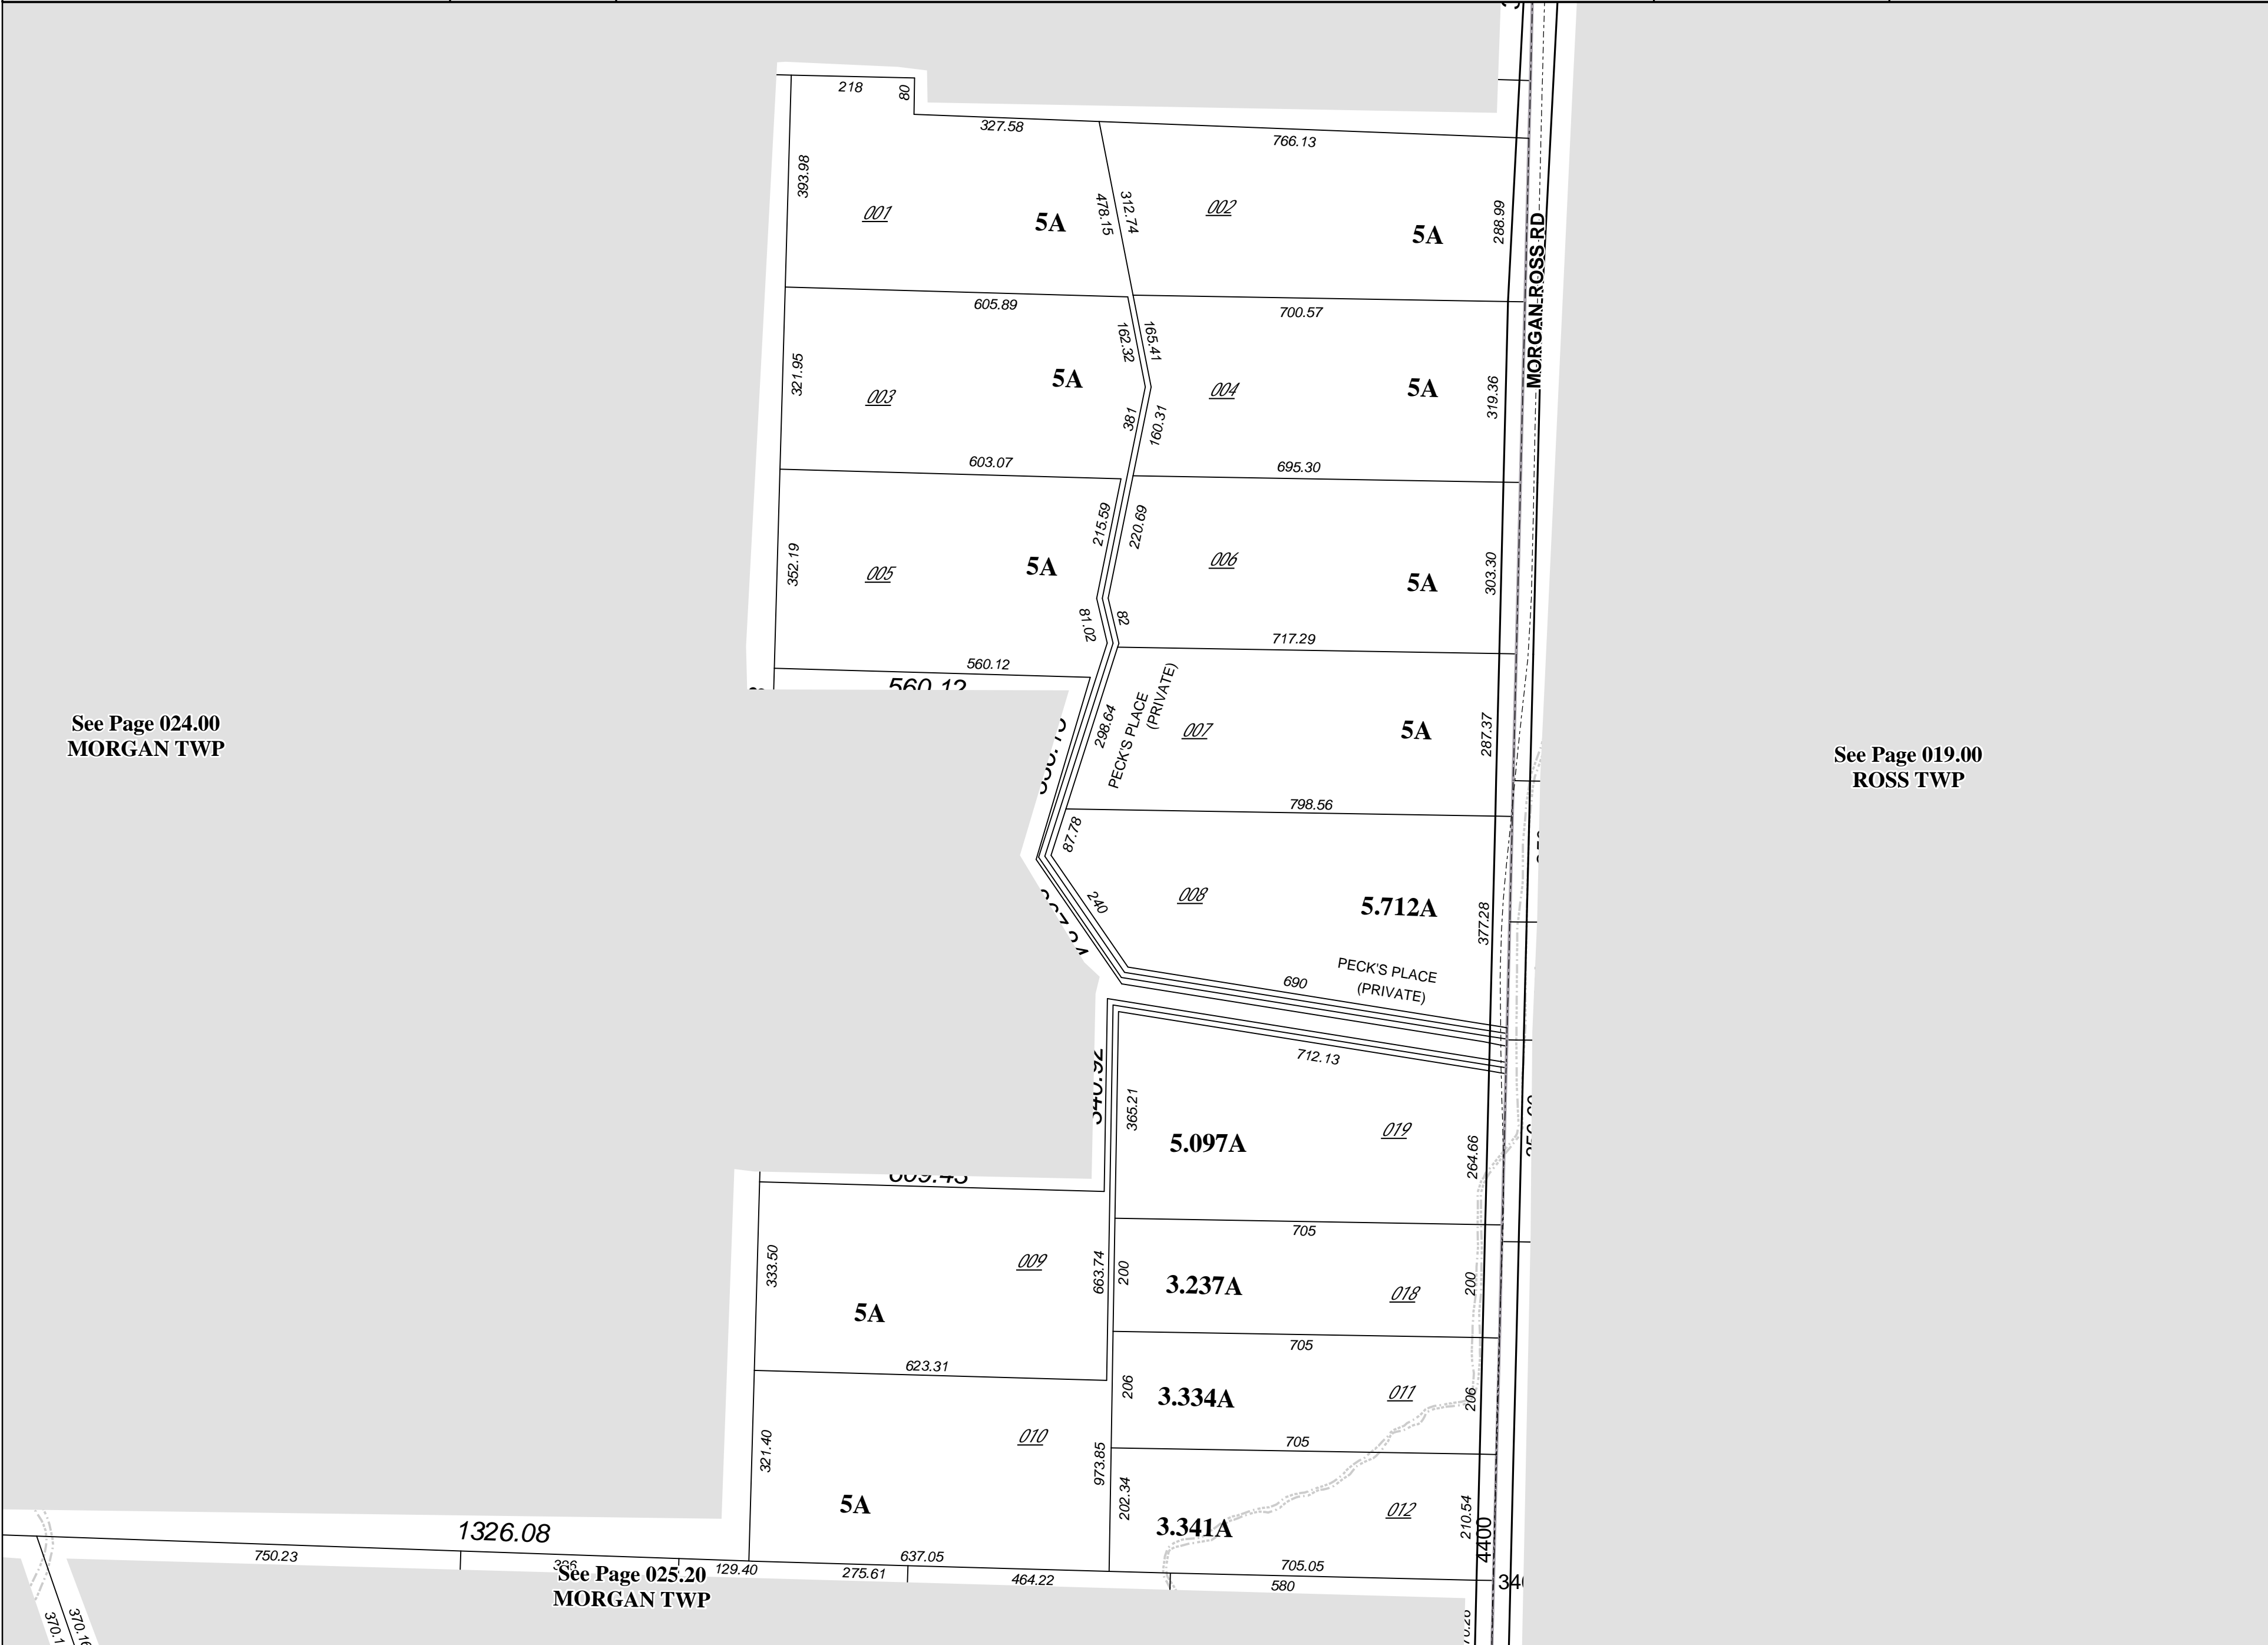 218
80
327.58
766.13
393.98
001
5A
478.15
312.74
002
5A
288.99
MORGAN-ROSS RD
605.89
700.57
321.95
003
5A
162.32
165.41
381
160.31
004
5A
319.36
603.07
695.30
352.19
005
5A
215.59
220.69
81.02
82
006
5A
303.30
560.12
717.29
560.12
See Page 024.00
MORGAN TWP
298.64
PECK'S PLACE
(PRIVATE)
007
5A
287.37
See Page 019.00
ROSS TWP
798.56
87.78
240
008
5.712A
377.28
PECK'S PLACE
(PRIVATE)
690
712.13
365.21
5.097A
019
264.66
705
333.50
009
5A
663.74
200
3.237A
018
200
623.31
705
206
3.334A
011
206
321.40
010
5A
973.85
705
202.34
3.341A
012
210.54
4400
1326.08
750.23
637.05
705.05
129.40
275.61
464.22
580
See Page 025.20
MORGAN TWP